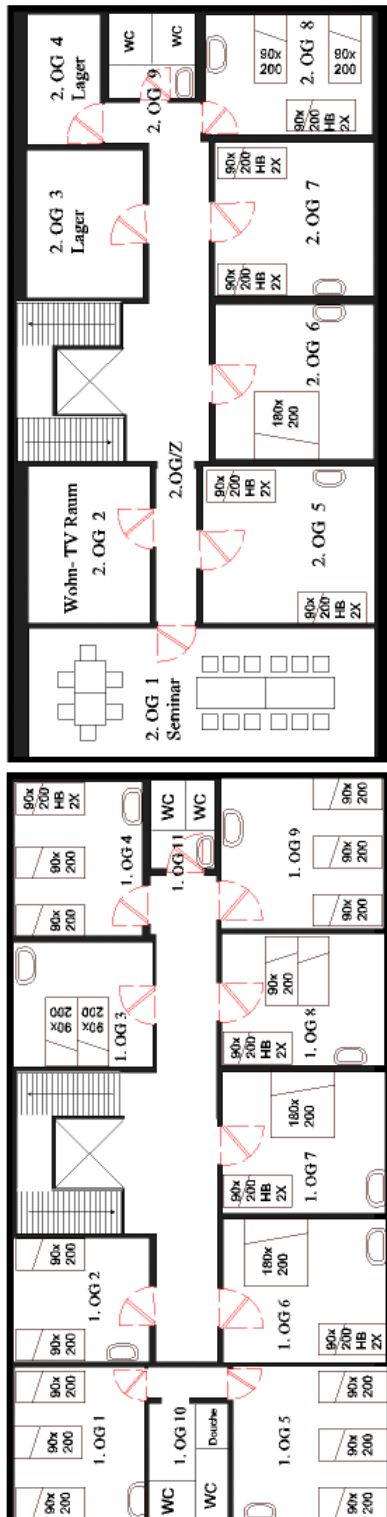 2. OG 4
Lager
WC
WC
2. OG 9
90x
200
90x
200
2. OG 8
90x
200
HB
2X
2. OG 3
Lager
90x
200
HB
2X
2. OG 7
90x
200
HB
2X
2. OG 6
180x
200
2.OG/Z
Wohn- TV Raum
2. OG 2
90x
200
HB
2X
2. OG 5
90x
200
HB
2X
2. OG 1
Seminar
90x
200
HB
2X
90x
200
90x
200
1. OG 4
WC
WC
1. OG 11
90x
200
90x
200
90x
200
1. OG 9
90x
200
90x
200
1. OG 3
90x
200
90x
200
HB
2X
1. OG 8
180x
200
90x
200
HB
2X
1. OG 7
90x
200
90x
200
1. OG 2
180x
200
1. OG 6
90x
200
HB
2X
90x
200
90x
200
90x
200
1. OG 1
1. OG 10
Douche
WC
WC
1. OG 5
90x
200
90x
200
90x
200